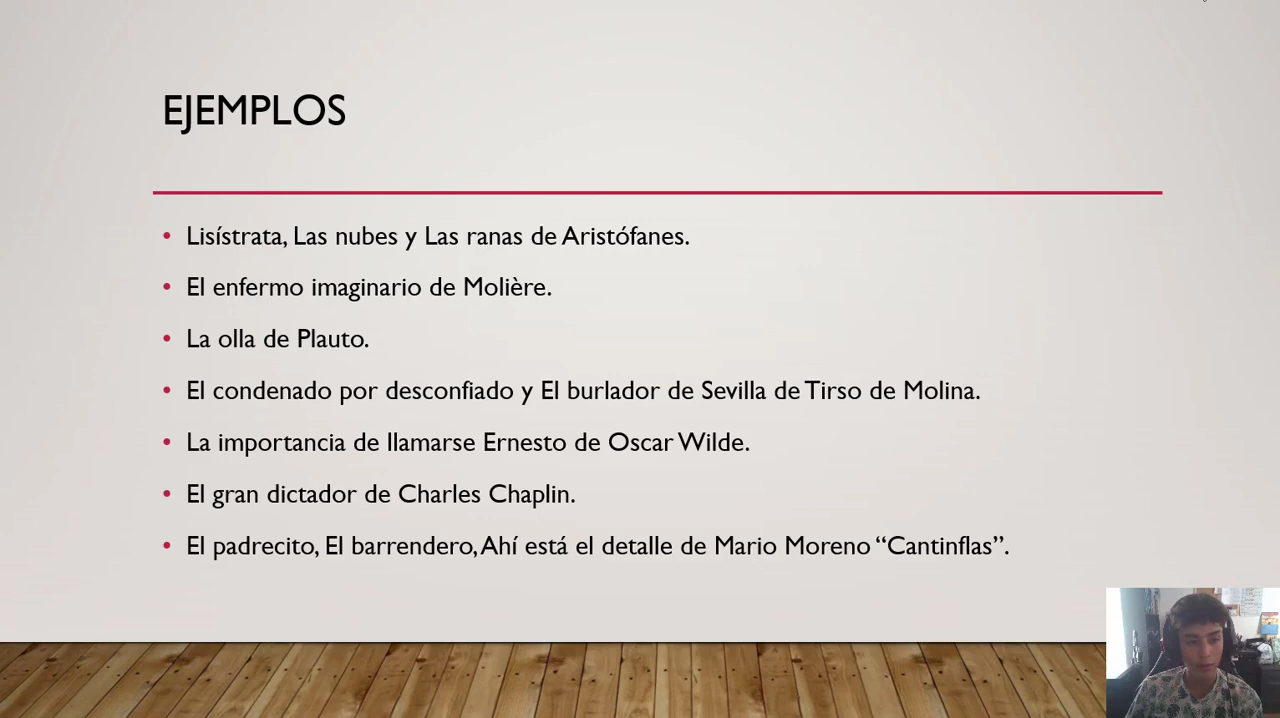 EJEMPLOS
• Lisístrata, Las nubes y Las ranas de Aristófanes.
• El enfermo imaginario de Molière.
• La olla de Plauto.
• El condenado por desconfiado y El burlador de Sevilla de Tirso de Molina.
• La importancia de llamarse Ernesto de Oscar Wilde.
• El gran dictador de Charles Chaplin.
• El padrecito, El barrendero, Ahí está el detalle de Mario Moreno “Cantinflas”.